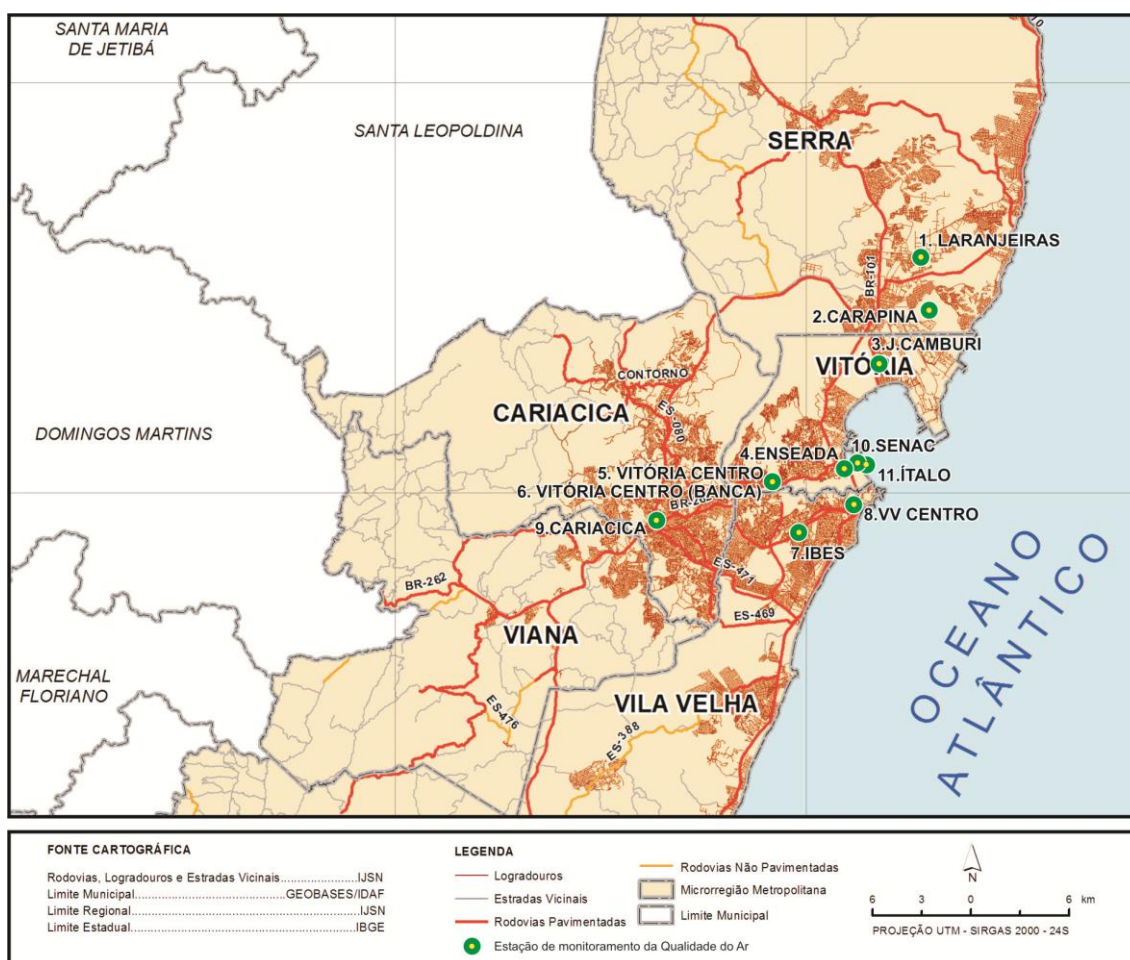 SANTA MARIA
DE JETIBÁ
10
SANTA LEOPOLDINA
SERRA
1. LARANJEIRAS
BR-101
2.CARAPINA
3.J.CAMBURI
VITÓRIA
CONTORNO
CARIACICA
ES-080
DOMINGOS MARTINS
10.SENAC
4.ENSEADA
11.ÍTALO
5. VITÓRIA CENTRO
6. VITÓRIA CENTRO (BANCA)
BR-262
8.VV CENTRO
9.CARIACICA
7.IBES
ES-471
BR-262
ES-469
VIANA
MARECHAL
FLORIANO
VILA VELHA
ES-476
ES-388
OCEANO
ATLÂNTICO
FONTE CARTOGRÁFICA
Rodovias, Logradouros e Estradas Vicinais..................IJSN
Limite Municipal...................................GEOBASES/IDAF
Limite Regional....................................................IJSN
Limite Estadual....................................................IBGE
LEGENDA
Logradouros
Estradas Vicinais
Rodovias Pavimentadas
Estação de monitoramento da Qualidade do Ar
Rodovias Não Pavimentadas
Microrregião Metropolitana
Limite Municipal
N
6 3 0 6 km
PROJEÇÃO UTM - SIRGAS 2000 - 24S